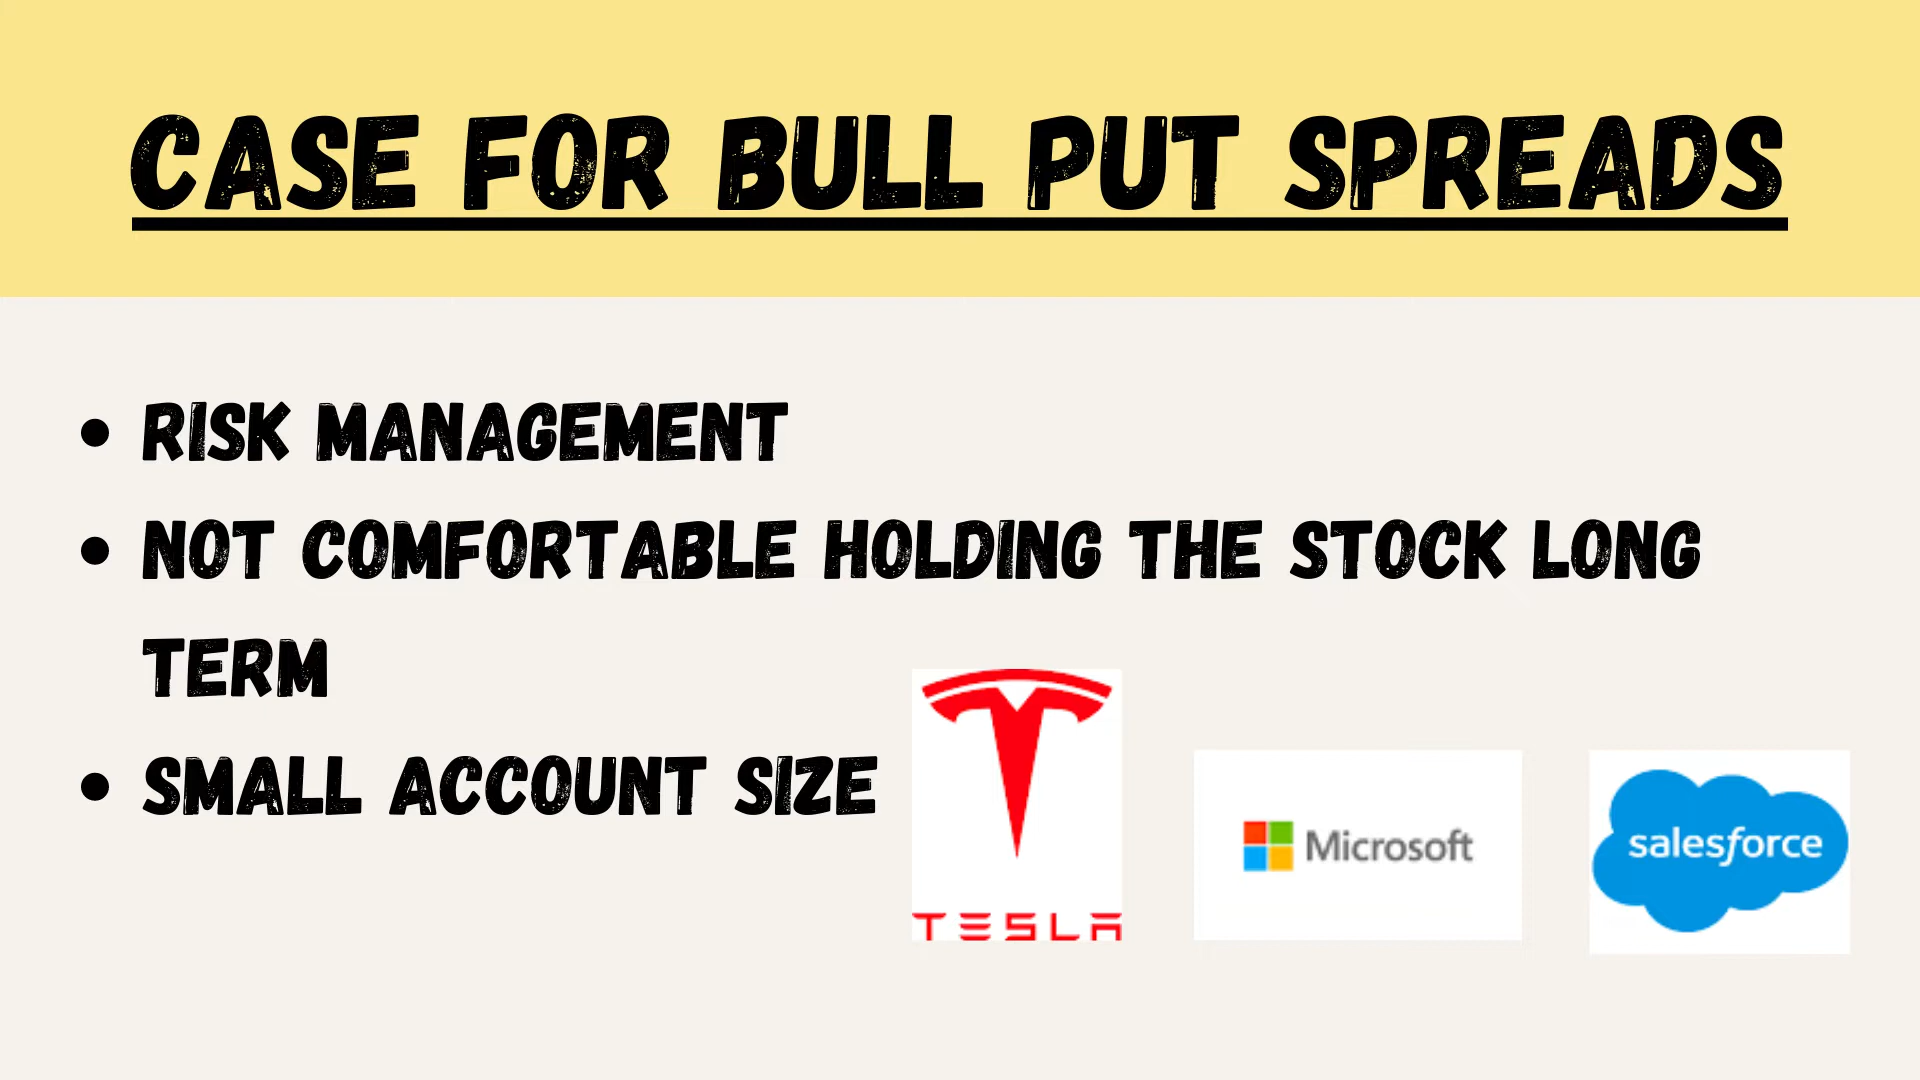 CASE FOR BULL PUT SPREADS
• RISK MANAGEMENT
• NOT COMFORTABLE HOLDING THE STOCK LONG
TERM
• SMALL ACCOUNT SIZE
TESLA
Microsoft
salesforce